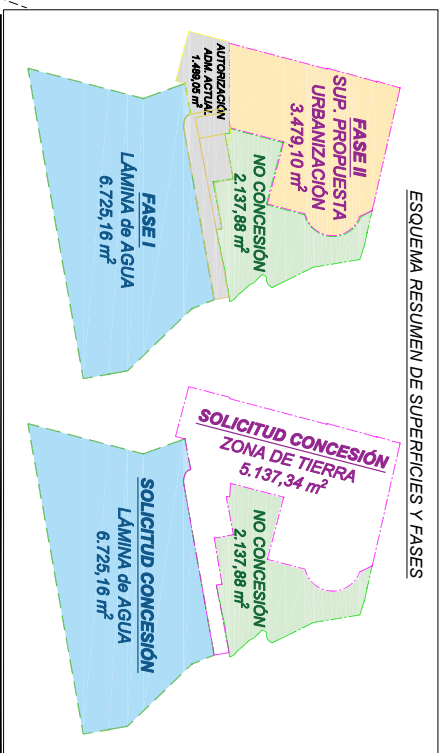 ESQUEMA RESUMEN DE SUPERFICIES Y FASES
FASE II
SUP. PROPUESTA
URBANIZACIÓN
3.479,10 m²
NO CONCESIÓN
2.137,88 m²
AUTORIZACIÓN
ADM. ACTUAL
1.489,05 m²
FASE I
LÁMINA de AGUA
6.725,16 m²
SOLICITUD CONCESIÓN
ZONA DE TIERRA
5.137,34 m²
NO CONCESIÓN
2.137,88 m²
SOLICITUD CONCESIÓN
LÁMINA de AGUA
6.725,16 m²